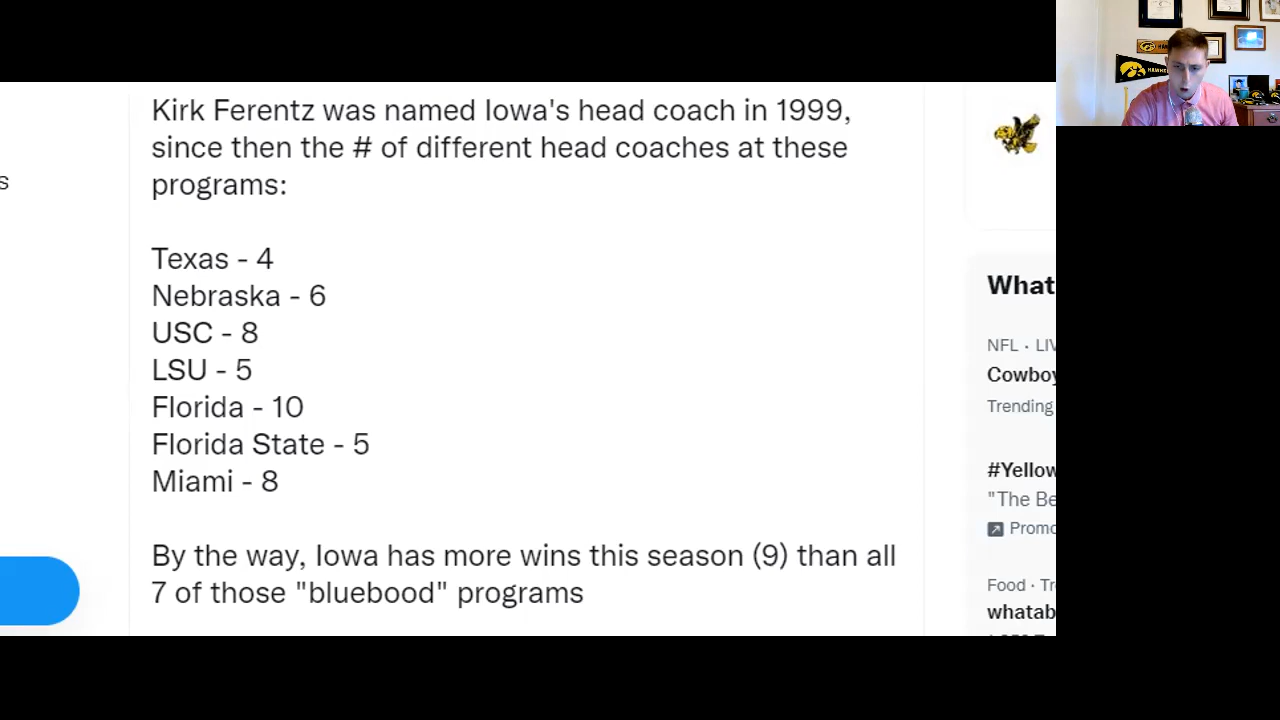 Kirk Ferentz was named Iowa's head coach in 1999,
since then the # of different head coaches at these
programs:
s
Texas - 4
Nebraska - 6
USC - 8
LSU - 5
Florida - 10
Florida State - 5
Miami - 8
By the way, Iowa has more wins this season (9) than all
7 of those "bluebood" programs
What
NFL · LIV
Cowboy
Trending
#Yellow
"The Be
Promo
Food · Tr
whatab